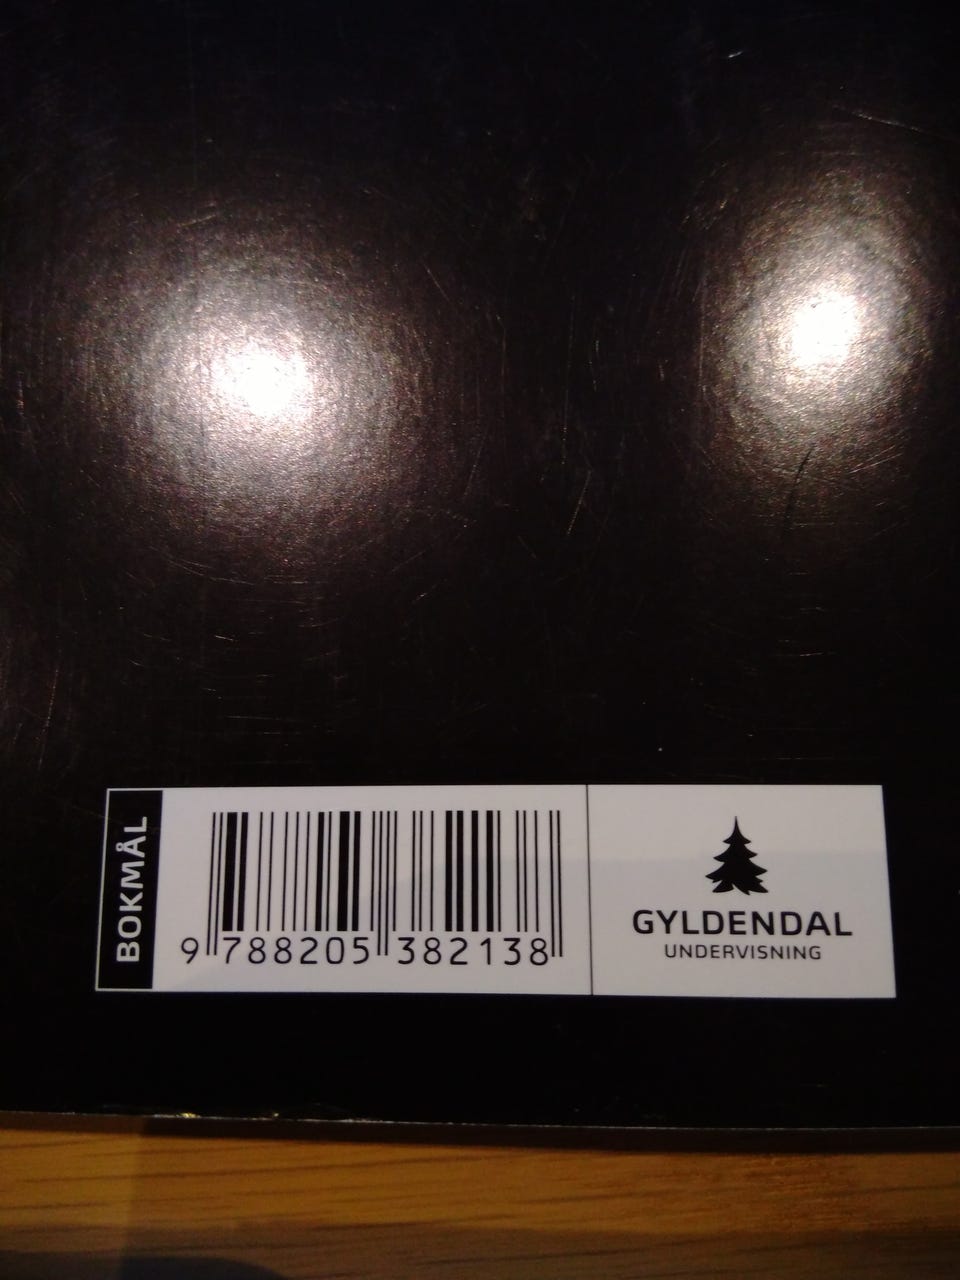 BOKMÅL
9 788205 382138
GYLDENDAL
UNDERVISNING